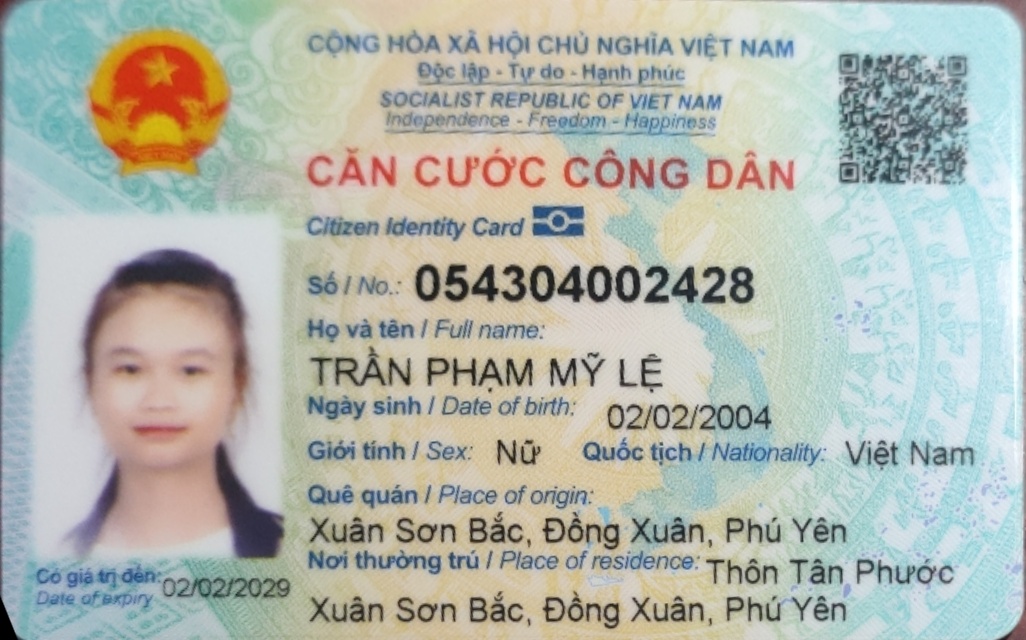 CỘNG HÒA XÃ HỘI CHỦ NGHĨA VIỆT NAM
Độc lập - Tự do - Hạnh phúc
SOCIALIST REPUBLIC OF VIET NAM
Independence - Freedom - Happiness
CĂN CƯỚC CÔNG DÂN
Citizen Identity Card
Số / No.: 054304002428
Họ và tên / Full name:
TRẦN PHẠM MỸ LỆ
Ngày sinh / Date of birth: 02/02/2004
Giới tính / Sex: Nữ Quốc tịch / Nationality: Việt Nam
Quê quán / Place of origin:
Xuân Sơn Bắc, Đồng Xuân, Phú Yên
Nơi thường trú / Place of residence: Thôn Tân Phước
Xuân Sơn Bắc, Đồng Xuân, Phú Yên
Có giá trị đến: 02/02/2029
Date of expiry